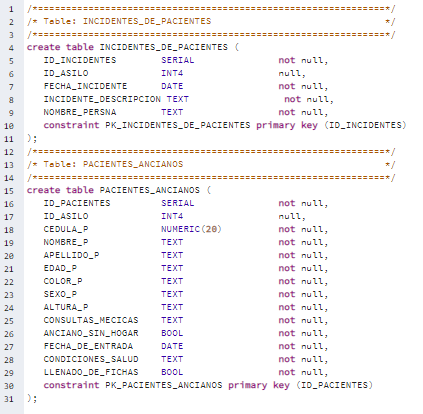 1 /*==============================================================*/
2 /* Table: INCIDENTES_DE_PACIENTES */
3 /*==============================================================*/
4 create table INCIDENTES_DE_PACIENTES (
5 ID_INCIDENTES SERIAL not null,
6 ID_ASILO INT4 null,
7 FECHA_INCIDENTE DATE not null,
8 INCIDENTE_DESCRIPCION TEXT not null,
9 NOMBRE_PERSNA TEXT not null,
10 constraint PK_INCIDENTES_DE_PACIENTES primary key (ID_INCIDENTES)
11 );
12 /*==============================================================*/
13 /* Table: PACIENTES_ANCIANOS */
14 /*==============================================================*/
15 create table PACIENTES_ANCIANOS (
16 ID_PACIENTES SERIAL not null,
17 ID_ASILO INT4 null,
18 CEDULA_P NUMERIC(20) not null,
19 NOMBRE_P TEXT not null,
20 APELLIDO_P TEXT not null,
21 EDAD_P TEXT not null,
22 COLOR_P TEXT not null,
23 SEXO_P TEXT not null,
24 ALTURA_P TEXT not null,
25 CONSULTAS_MECICAS TEXT not null,
26 ANCIANO_SIN_HOGAR BOOL not null,
27 FECHA_DE_ENTRADA DATE not null,
28 CONDICIONES_SALUD TEXT not null,
29 LLENADO_DE_FICHAS BOOL not null,
30 constraint PK_PACIENTES_ANCIANOS primary key (ID_PACIENTES)
31 );